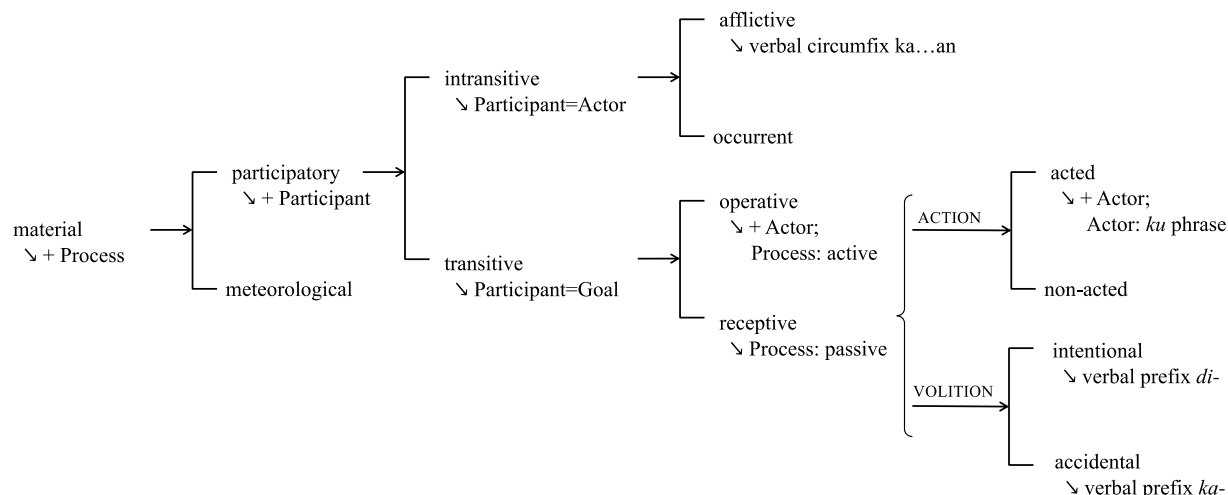 material
↘ + Process
participatory
↘ + Participant
meteorological
intransitive
↘ Participant=Actor
transitive
↘ Participant=Goal
afflictive
↘ verbal circumfix ka…an
occurrent
operative
↘ + Actor;
Process: active
receptive
↘ Process: passive
ACTION
acted
↘ + Actor;
Actor: ku phrase
non-acted
VOLITION
intentional
↘ verbal prefix di-
accidental
↘ verbal prefix ka-